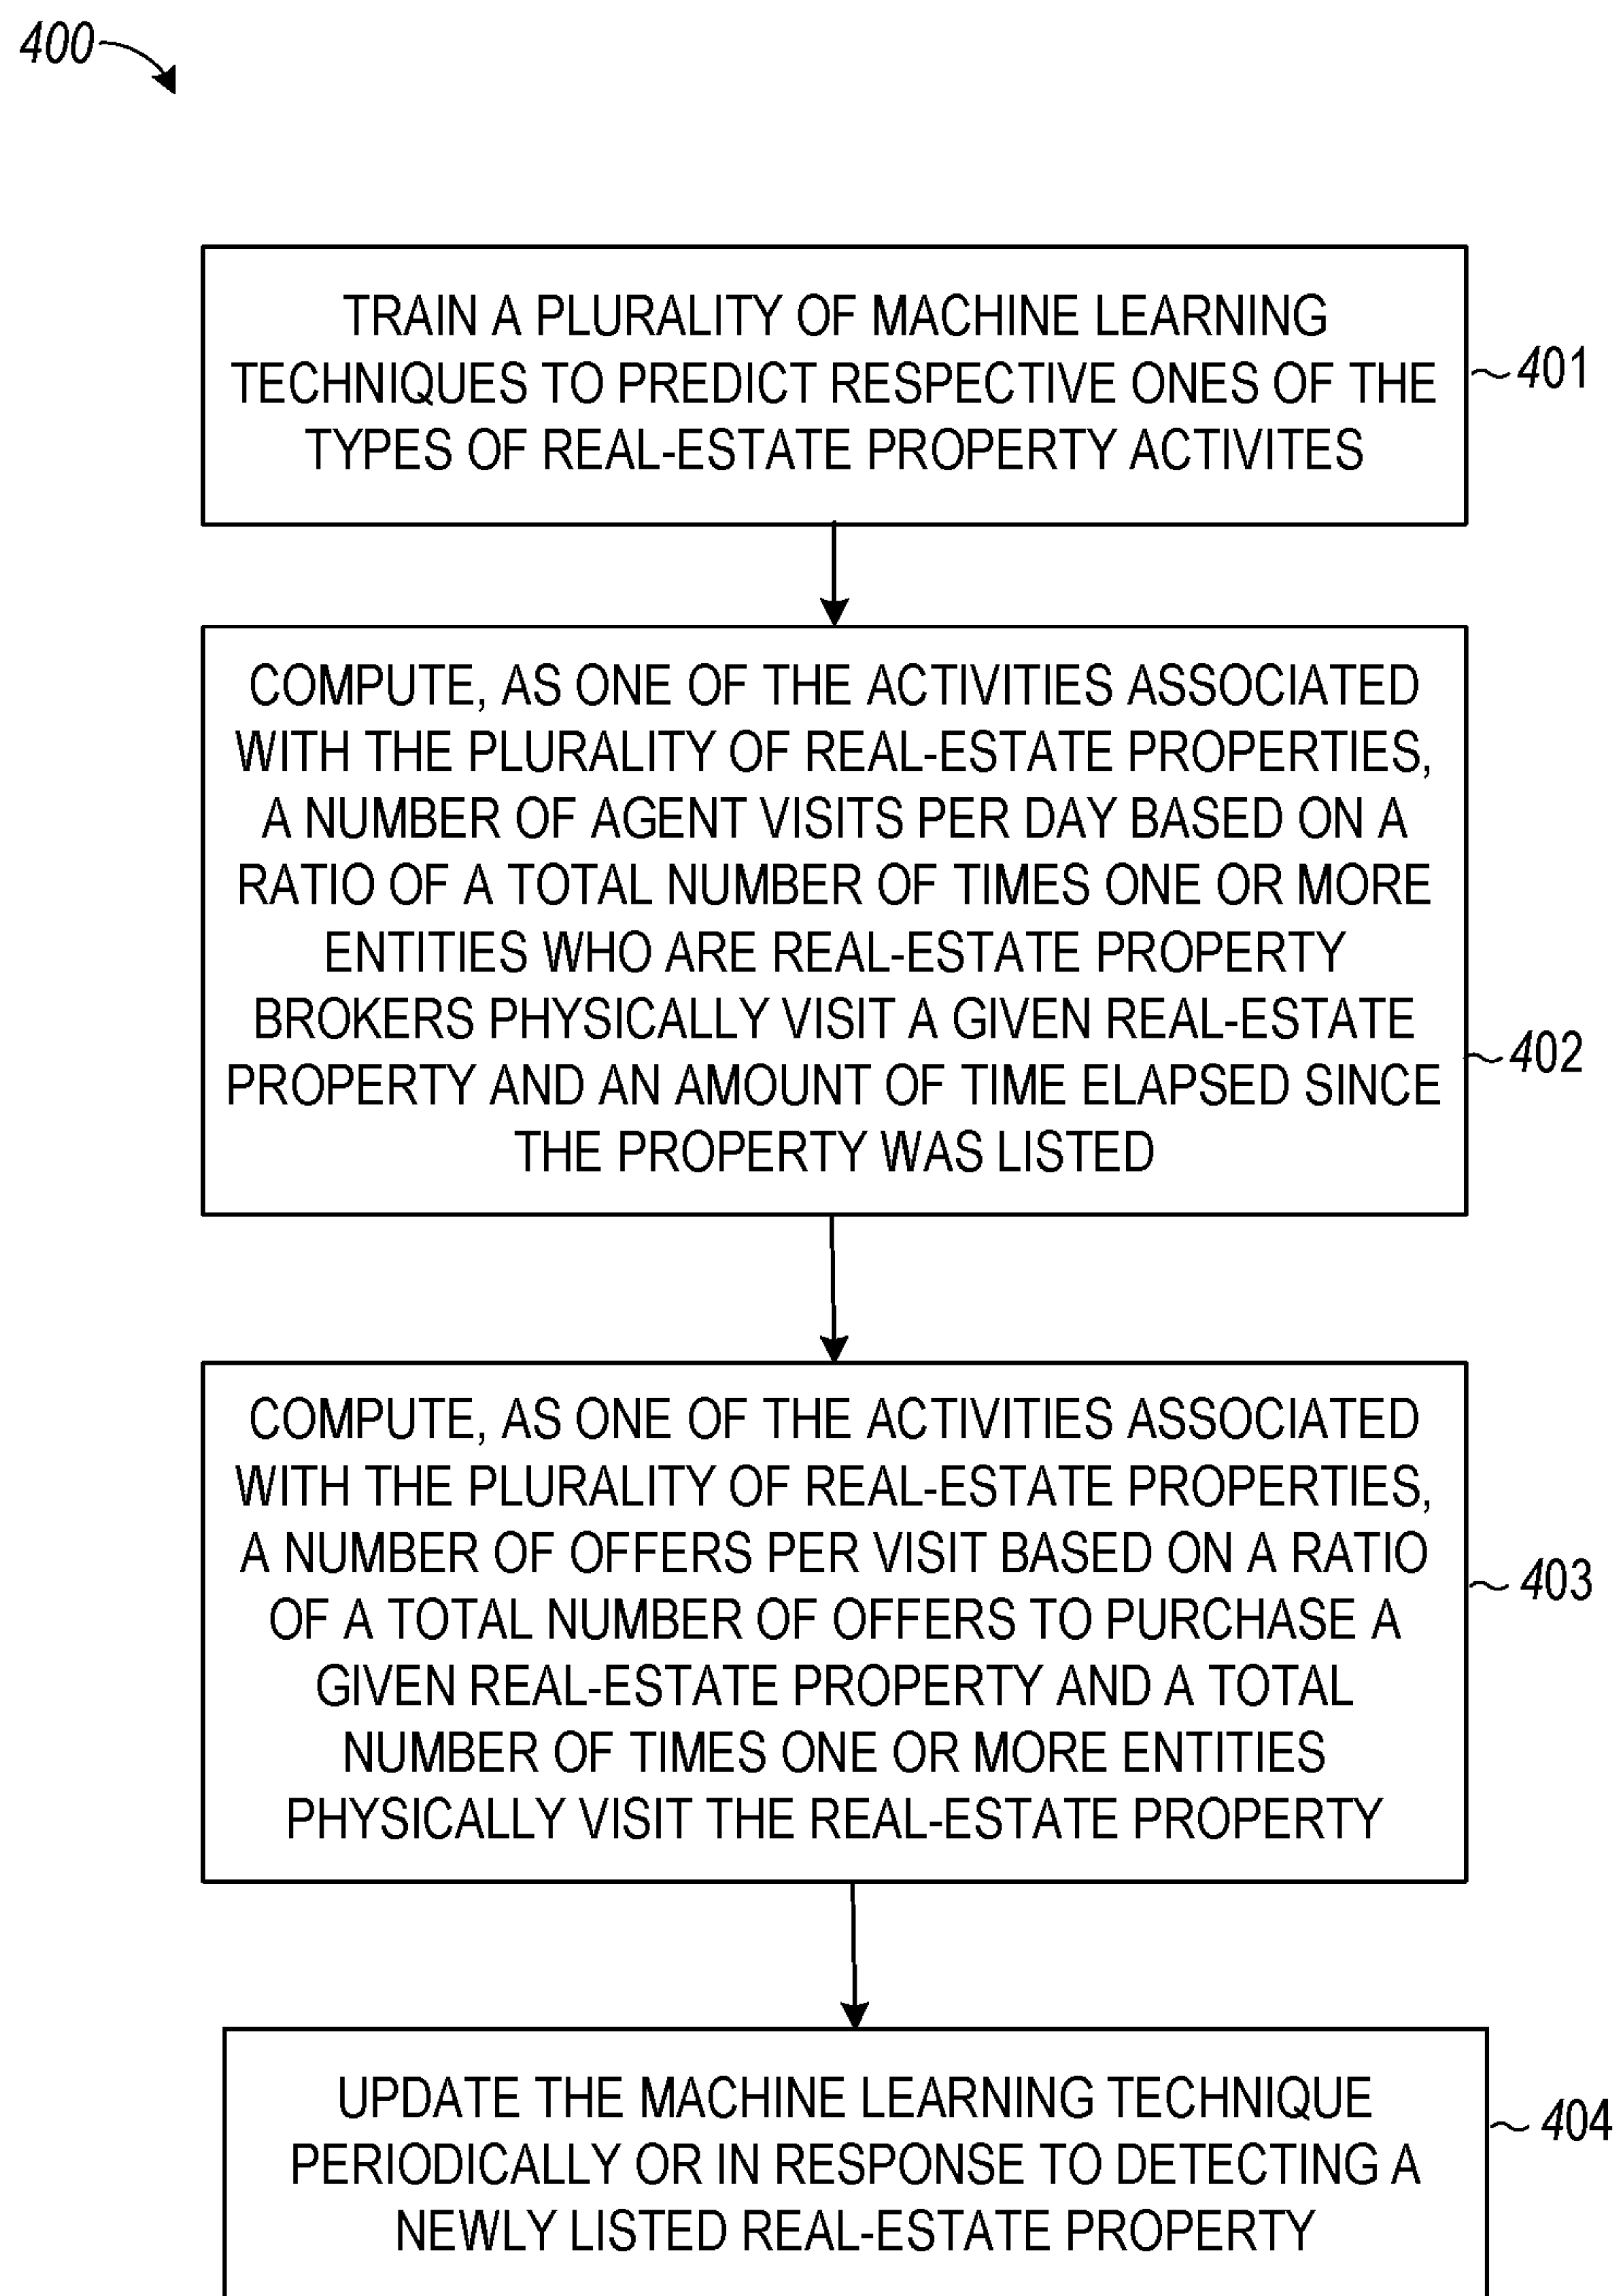 400
TRAIN A PLURALITY OF MACHINE LEARNING
TECHNIQUES TO PREDICT RESPECTIVE ONES OF THE
TYPES OF REAL-ESTATE PROPERTY ACTIVITES
401
COMPUTE, AS ONE OF THE ACTIVITIES ASSOCIATED
WITH THE PLURALITY OF REAL-ESTATE PROPERTIES,
A NUMBER OF AGENT VISITS PER DAY BASED ON A
RATIO OF A TOTAL NUMBER OF TIMES ONE OR MORE
ENTITIES WHO ARE REAL-ESTATE PROPERTY
BROKERS PHYSICALLY VISIT A GIVEN REAL-ESTATE
PROPERTY AND AN AMOUNT OF TIME ELAPSED SINCE
THE PROPERTY WAS LISTED
402
COMPUTE, AS ONE OF THE ACTIVITIES ASSOCIATED
WITH THE PLURALITY OF REAL-ESTATE PROPERTIES,
A NUMBER OF OFFERS PER VISIT BASED ON A RATIO
OF A TOTAL NUMBER OF OFFERS TO PURCHASE A
GIVEN REAL-ESTATE PROPERTY AND A TOTAL
NUMBER OF TIMES ONE OR MORE ENTITIES
PHYSICALLY VISIT THE REAL-ESTATE PROPERTY
403
UPDATE THE MACHINE LEARNING TECHNIQUE
PERIODICALLY OR IN RESPONSE TO DETECTING A
NEWLY LISTED REAL-ESTATE PROPERTY
404